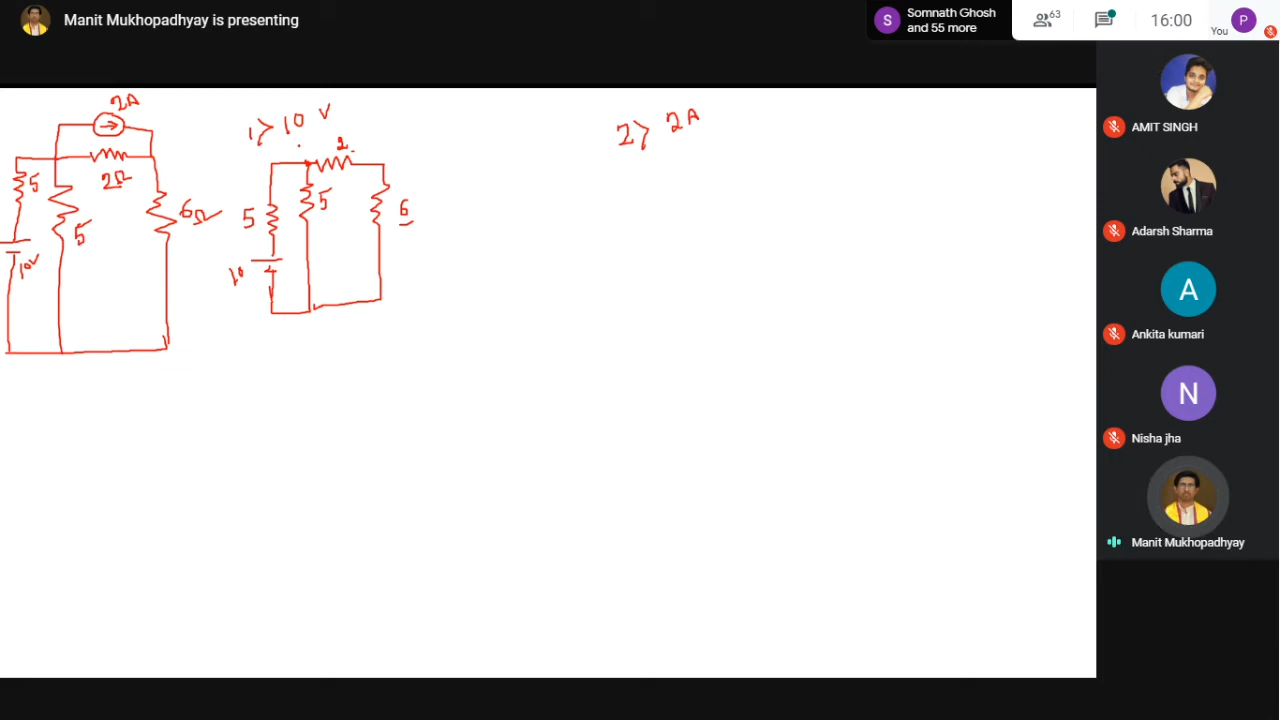 Manit Mukhopadhyay is presenting
S
Somnath Ghosh
and 55 more
63
16:00
You
P
2A
5
2Ω
5
6Ω
10V
1> 10 V
2
5
5
6
10
2> 2A
AMIT SINGH
Adarsh Sharma
A
Ankita kumari
N
Nisha jha
Manit Mukhopadhyay